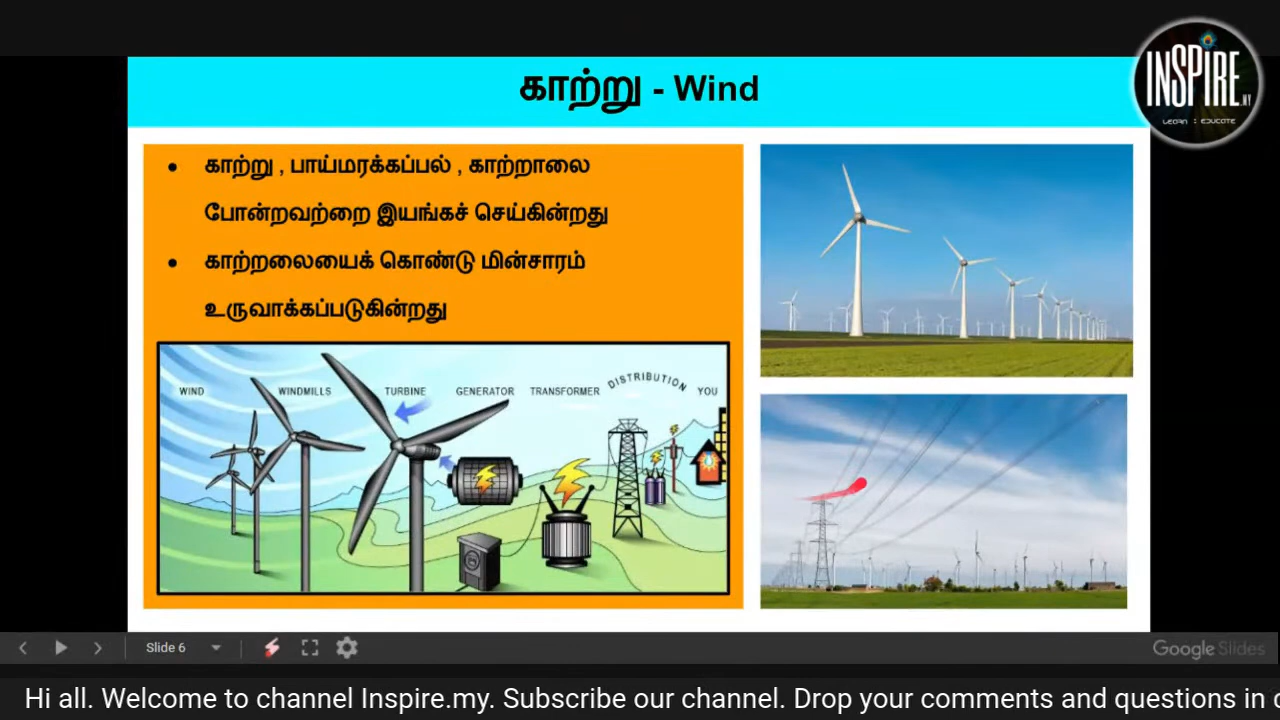 காற்று - Wind
INSPIRE.MY
LEARN : EDUCATE
• காற்று , பாய்மரக்கப்பல் , காற்றாலை
போன்றவற்றை இயங்கச் செய்கின்றது
• காற்றலையைக் கொண்டு மின்சாரம்
உருவாக்கப்படுகின்றது
WIND WINDMILLS TURBINE GENERATOR TRANSFORMER DISTRIBUTION YOU
Slide 6
Google Slides
Hi all. Welcome to channel Inspire.my. Subscribe our channel. Drop your comments and questions in